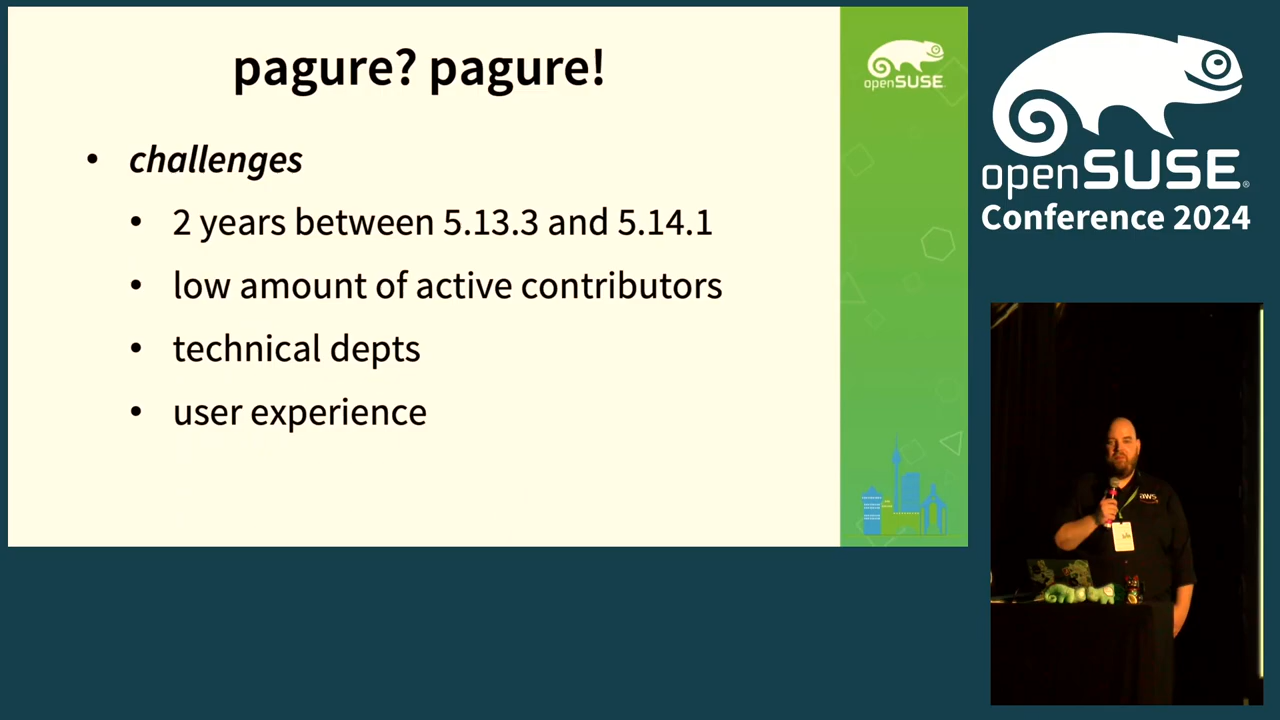 pagure? pagure!
• challenges
• 2 years between 5.13.3 and 5.14.1
• low amount of active contributors
• technical depts
• user experience
openSUSE
openSUSE®
Conference 2024
aws